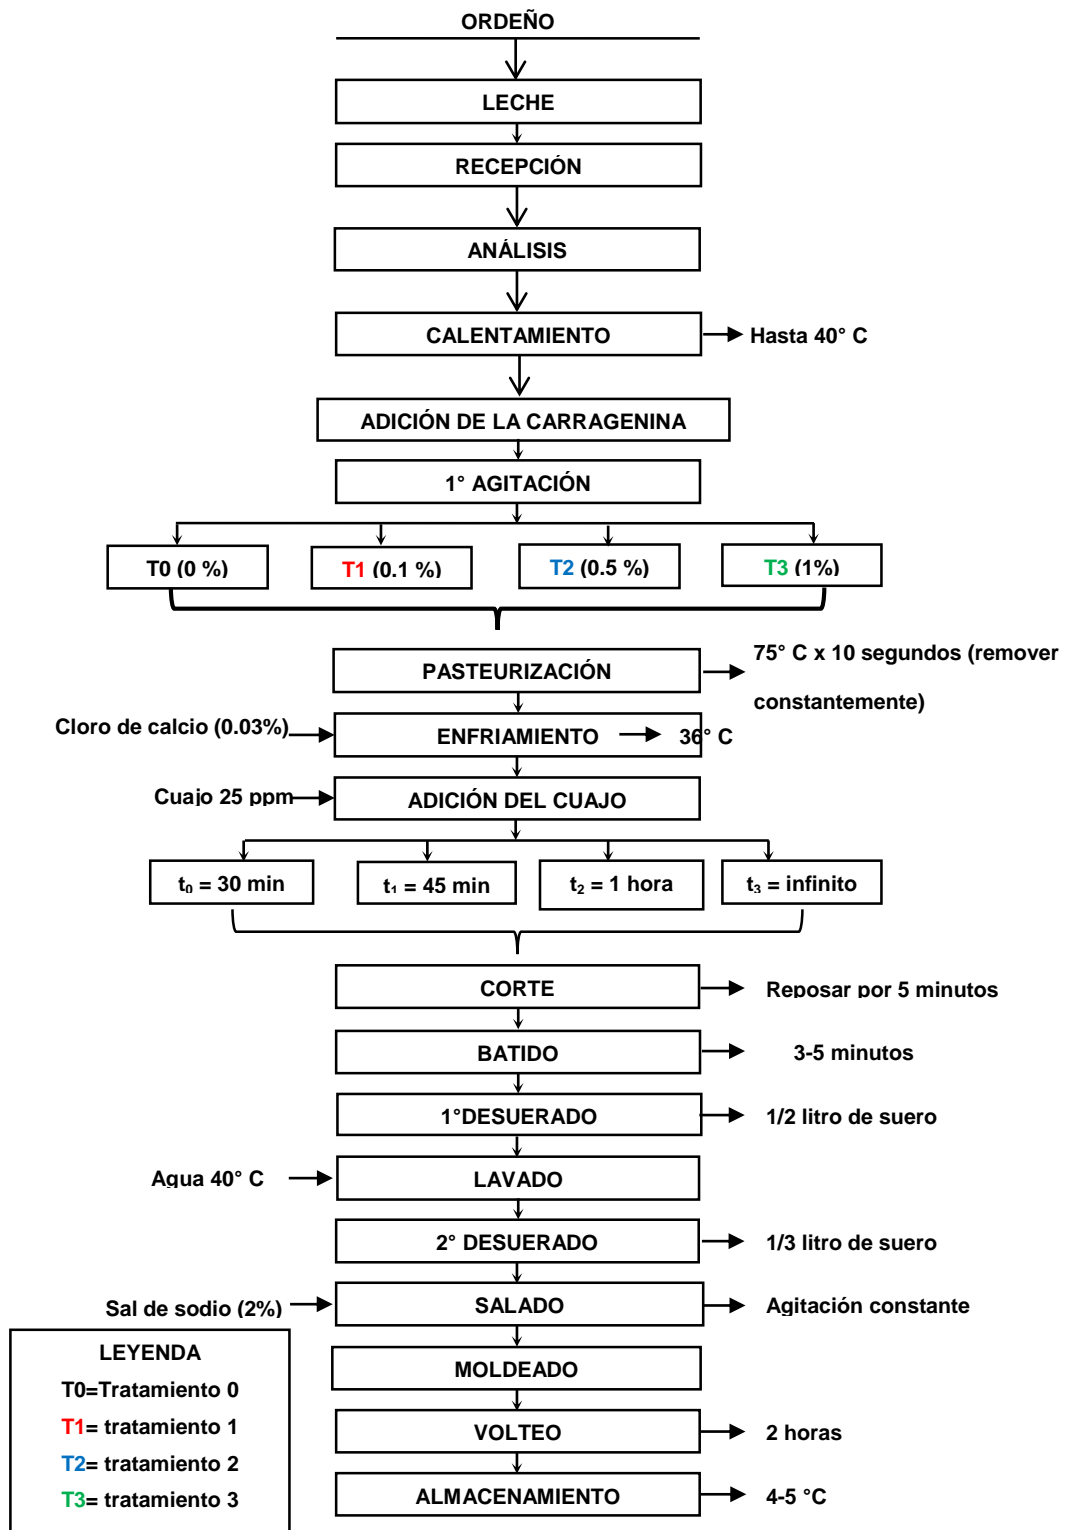 ORDEÑO
LECHE
RECEPCIÓN
ANÁLISIS
CALENTAMIENTO
Hasta 40° C
ADICIÓN DE LA CARRAGENINA
1° AGITACIÓN
T0 (0 %)
T1 (0.1 %)
T2 (0.5 %)
T3 (1%)
PASTEURIZACIÓN
75° C x 10 segundos (remover
constantemente)
Cloro de calcio (0.03%)
ENFRIAMIENTO
36° C
Cuajo 25 ppm
ADICIÓN DEL CUAJO
t₀ = 30 min
t₁ = 45 min
t₂ = 1 hora
t₃ = infinito
CORTE
Reposar por 5 minutos
BATIDO
3-5 minutos
1°DESUERADO
1/2 litro de suero
Agua 40° C
LAVADO
2° DESUERADO
1/3 litro de suero
Sal de sodio (2%)
SALADO
Agitación constante
MOLDEADO
VOLTEO
2 horas
ALMACENAMIENTO
4-5 °C
LEYENDA
T0=Tratamiento 0
T1= tratamiento 1
T2= tratamiento 2
T3= tratamiento 3